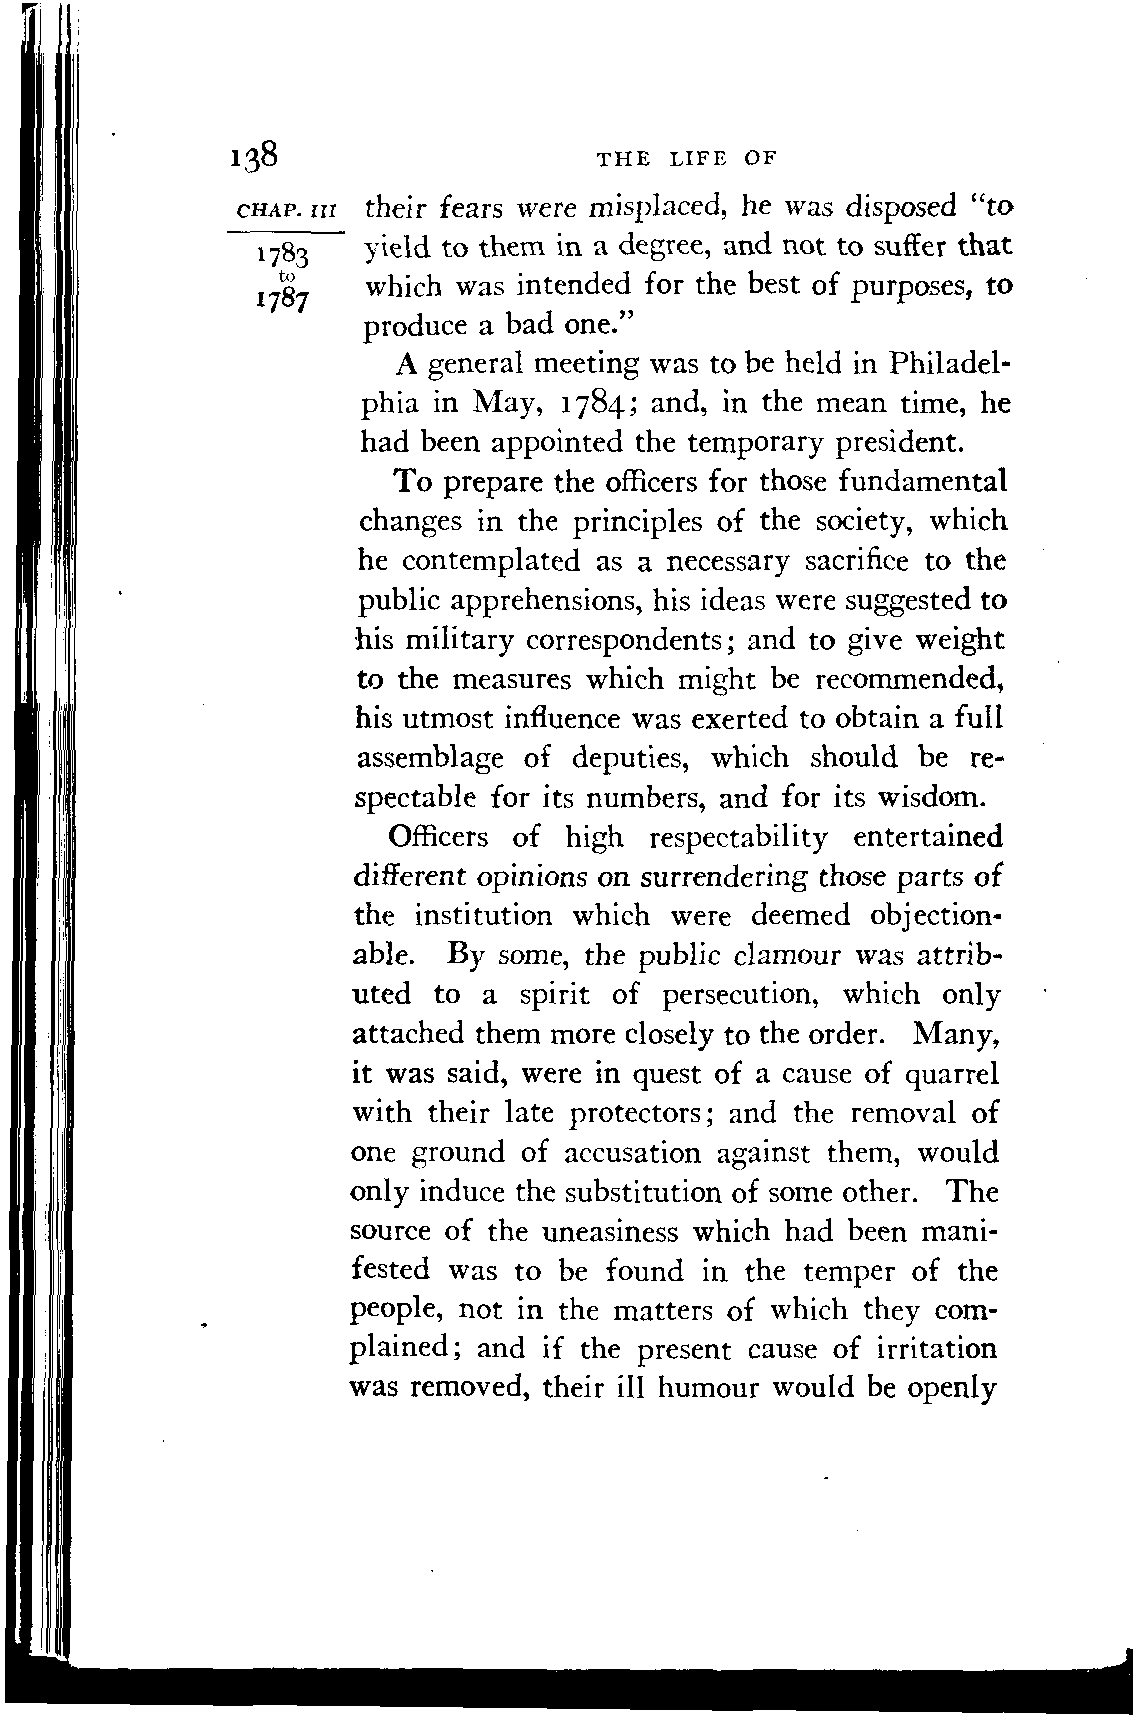 138 THE LIFE OF
CHAP. III
1783
to
1787
their fears were misplaced, he was disposed "to
yield to them in a degree, and not to suffer that
which was intended for the best of purposes, to
produce a bad one."
A general meeting was to be held in Philadel-
phia in May, 1784; and, in the mean time, he
had been appointed the temporary president.
To prepare the officers for those fundamental
changes in the principles of the society, which
he contemplated as a necessary sacrifice to the
public apprehensions, his ideas were suggested to
his military correspondents; and to give weight
to the measures which might be recommended,
his utmost influence was exerted to obtain a full
assemblage of deputies, which should be re-
spectable for its numbers, and for its wisdom.
Officers of high respectability entertained
different opinions on surrendering those parts of
the institution which were deemed objection-
able. By some, the public clamour was attrib-
uted to a spirit of persecution, which only
attached them more closely to the order. Many,
it was said, were in quest of a cause of quarrel
with their late protectors; and the removal of
one ground of accusation against them, would
only induce the substitution of some other. The
source of the uneasiness which had been mani-
fested was to be found in the temper of the
people, not in the matters of which they com-
plained; and if the present cause of irritation
was removed, their ill humour would be openly